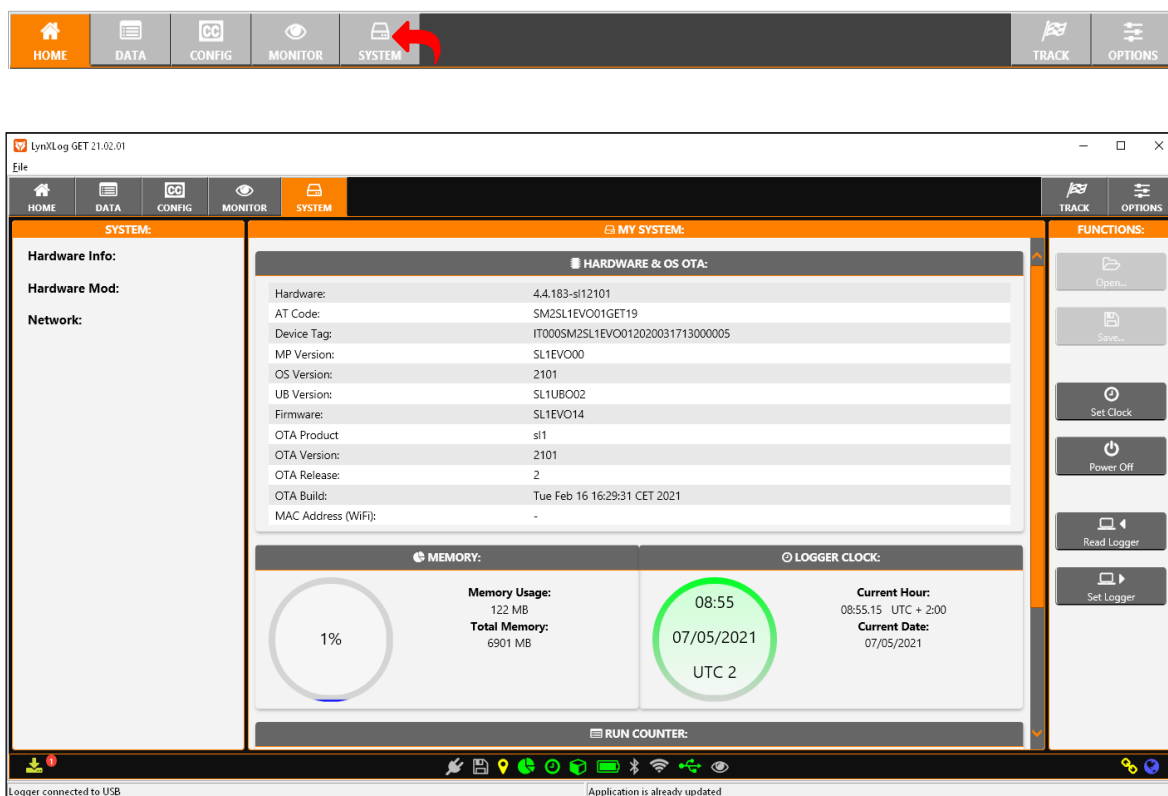 HOME DATA CONFIG MONITOR SYSTEM TRACK OPTIONS
LynXLog GET 21.02.01
File
HOME DATA CONFIG MONITOR SYSTEM TRACK OPTIONS
SYSTEM:
Hardware Info:
Hardware Mod:
Network:
MY SYSTEM:
HARDWARE & OS OTA:
Hardware: 4.4.183-sl12101
AT Code: SM2SL1EVO01GET19
Device Tag: IT000SM2SL1EVO012020031713000005
MP Version: SL1EVO00
OS Version: 2101
UB Version: SL1UBO02
Firmware: SL1EVO14
OTA Product sl1
OTA Version: 2101
OTA Release: 2
OTA Build: Tue Feb 16 16:29:31 CET 2021
MAC Address (WiFi): -
MEMORY:
1%
Memory Usage:
122 MB
Total Memory:
6901 MB
LOGGER CLOCK:
08:55
07/05/2021
UTC 2
Current Hour:
08:55.15 UTC + 2:00
Current Date:
07/05/2021
RUN COUNTER:
FUNCTIONS:
Open...
Save...
Set Clock
Power Off
Read Logger
Set Logger
1
Logger connected to USB Application is already updated